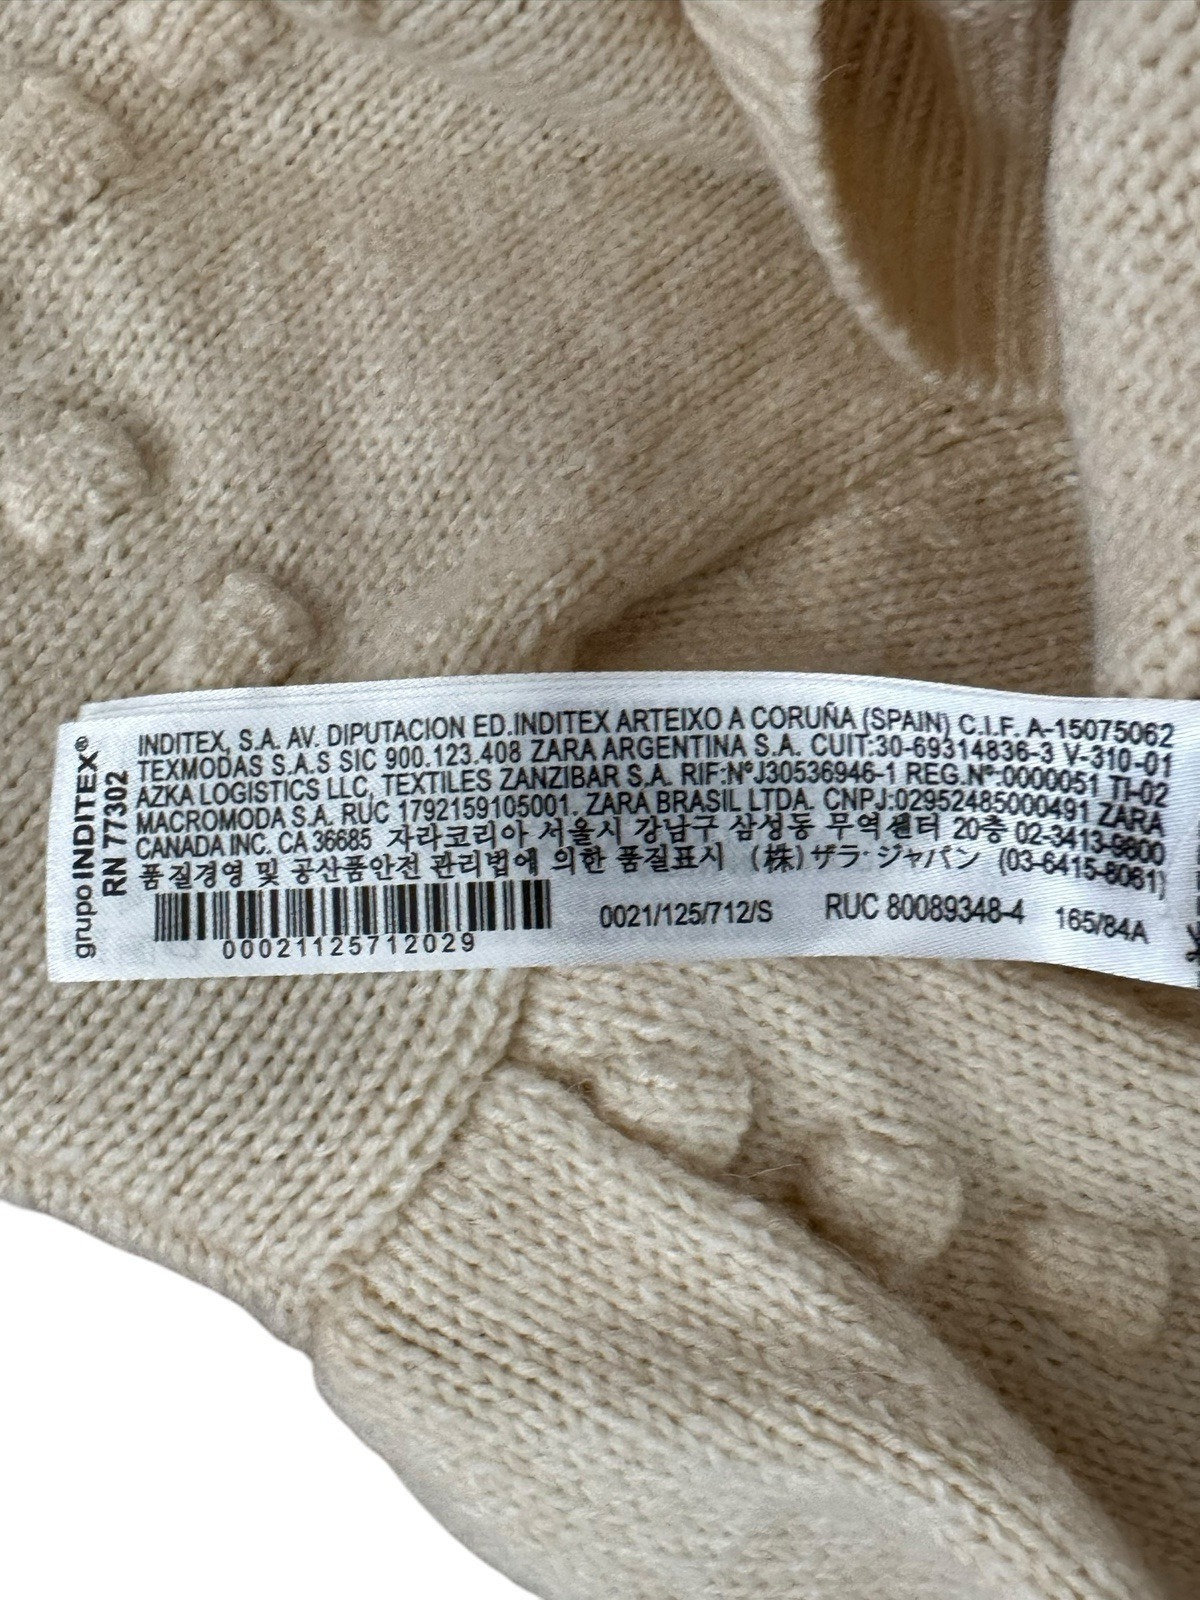 grupo INDITEX®
RN 77302
INDITEX, S.A. AV. DIPUTACION ED.INDITEX ARTEIXO A CORUÑA (SPAIN) C.I.F. A-15075062
TEXMODAS S.A.S SIC 900.123.408 ZARA ARGENTINA S.A. CUIT:30-69314836-3 V-310-01
AZKA LOGISTICS LLC, TEXTILES ZANZIBAR S.A. RIF:NºJ30536946-1 REG.Nº:0000051 TI-02
MACROMODA S.A. RUC 1792159105001. ZARA BRASIL LTDA. CNPJ:02952485000491 ZARA
CANADA INC. CA 36685 자라코리아 서울시 강남구 삼성동 무역센터 20층 02-3413-9800
품질경영 및 공산품안전 관리법에 의한 품질표시 (株)ザラ・ジャパン (03-6415-8061)
00021125712029
0021/125/712/S RUC 80089348-4 165/84A